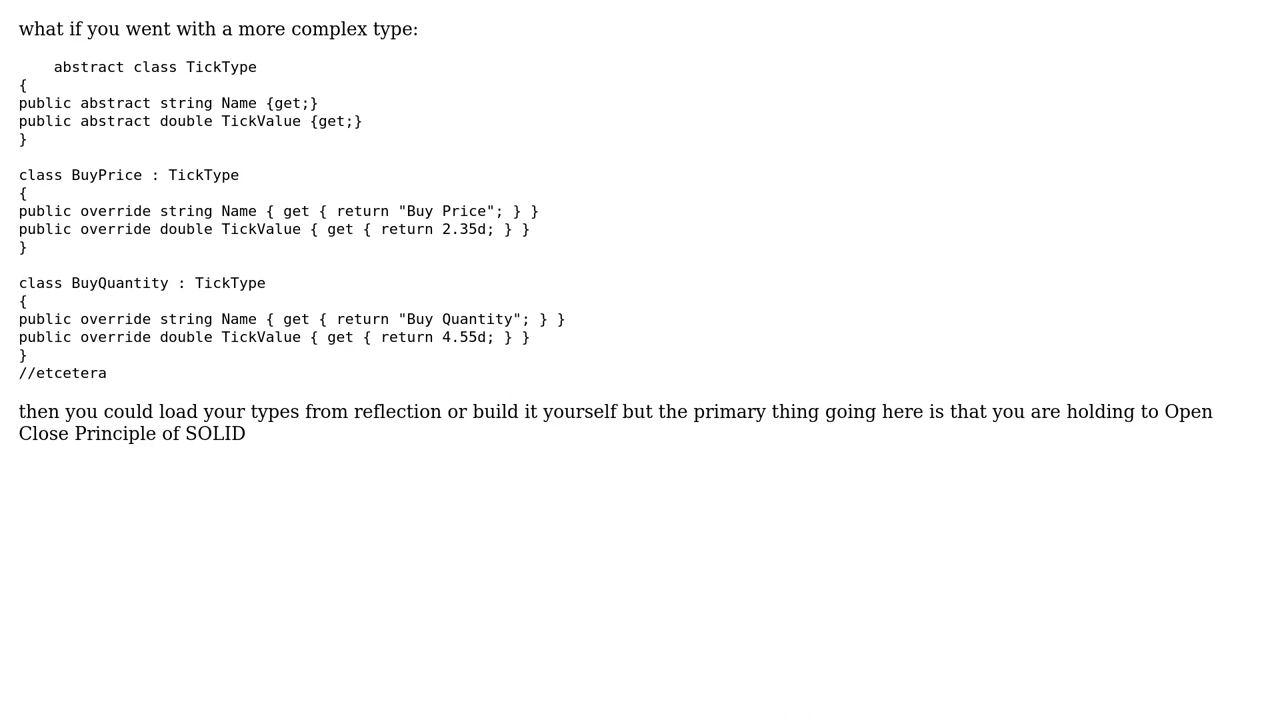 what if you went with a more complex type:
    abstract class TickType
{
public abstract string Name {get;}
public abstract double TickValue {get;}
}

class BuyPrice : TickType
{
public override string Name { get { return "Buy Price"; } }
public override double TickValue { get { return 2.35d; } }
}

class BuyQuantity : TickType
{
public override string Name { get { return "Buy Quantity"; } }
public override double TickValue { get { return 4.55d; } }
}
//etcetera
then you could load your types from reflection or build it yourself but the primary thing going here is that you are holding to Open
Close Principle of SOLID